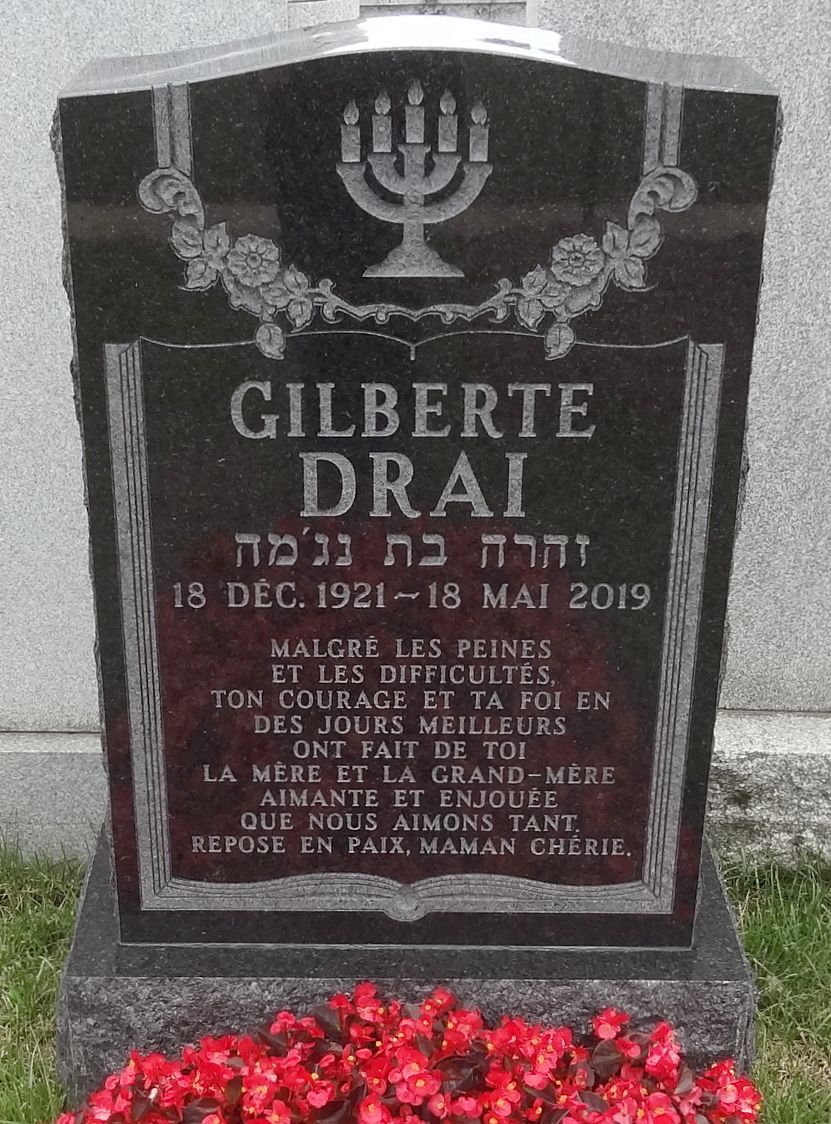 GILBERTE
DRAI
זהרה בת נג'מה
18 DÉC. 1921 ~ 18 MAI 2019
MALGRÉ LES PEINES
ET LES DIFFICULTÉS,
TON COURAGE ET TA FOI EN
DES JOURS MEILLEURS
ONT FAIT DE TOI
LA MÈRE ET LA GRAND-MÈRE
AIMANTE ET ENJOUÉE
QUE NOUS AIMONS TANT.
REPOSE EN PAIX, MAMAN CHÉRIE.